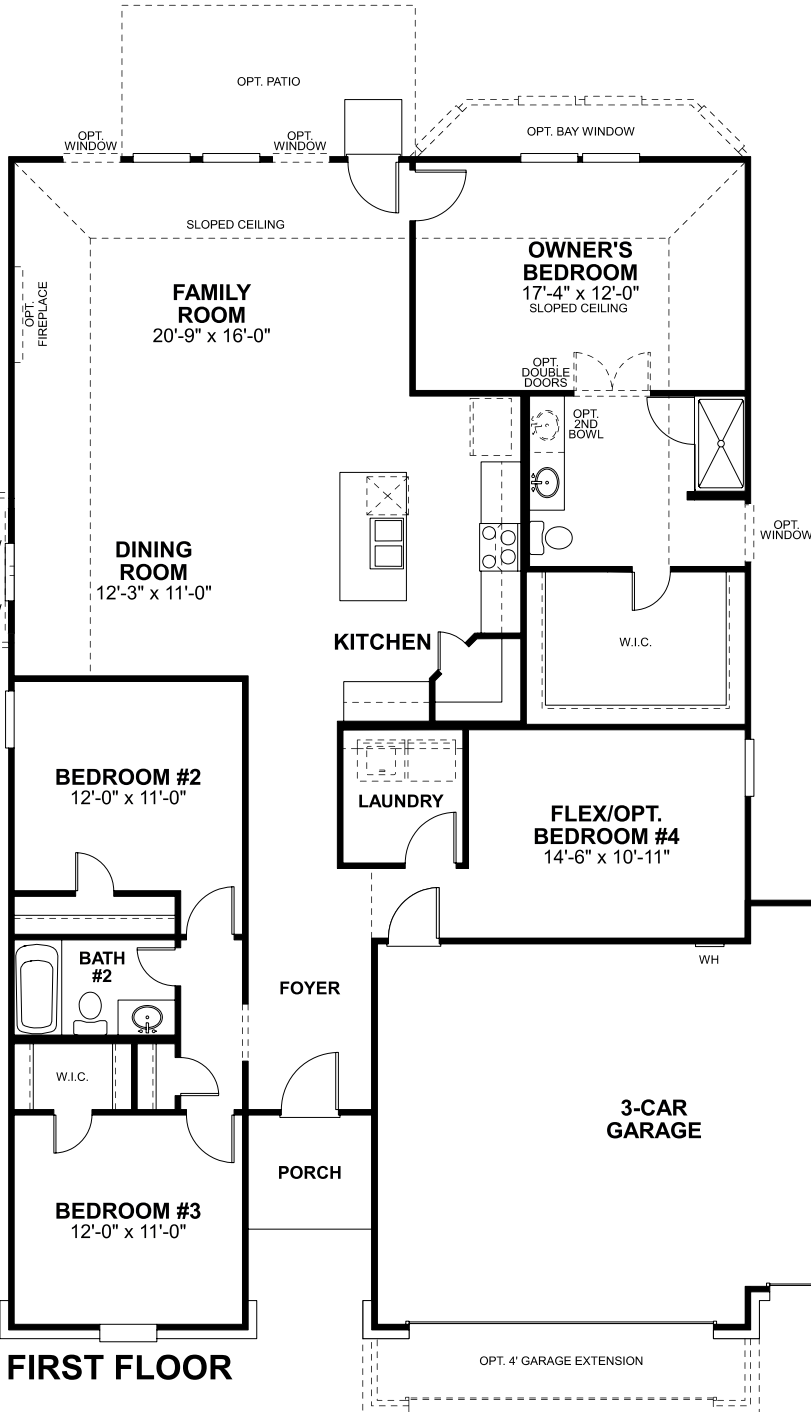 OPT. PATIO
OPT.
WINDOW
OPT.
WINDOW
OPT. BAY WINDOW
SLOPED CEILING
OWNER'S
BEDROOM
17'-4" x 12'-0"
SLOPED CEILING
FAMILY
ROOM
20'-9" x 16'-0"
OPT.
FIREPLACE
OPT.
DOUBLE
DOORS
OPT.
2ND
BOWL
OPT.
WINDOW
DINING
ROOM
12'-3" x 11'-0"
KITCHEN
W.I.C.
BEDROOM #2
12'-0" x 11'-0"
LAUNDRY
FLEX/OPT.
BEDROOM #4
14'-6" x 10'-11"
BATH
#2
FOYER
WH
W.I.C.
3-CAR
GARAGE
PORCH
BEDROOM #3
12'-0" x 11'-0"
FIRST FLOOR
OPT. 4' GARAGE EXTENSION